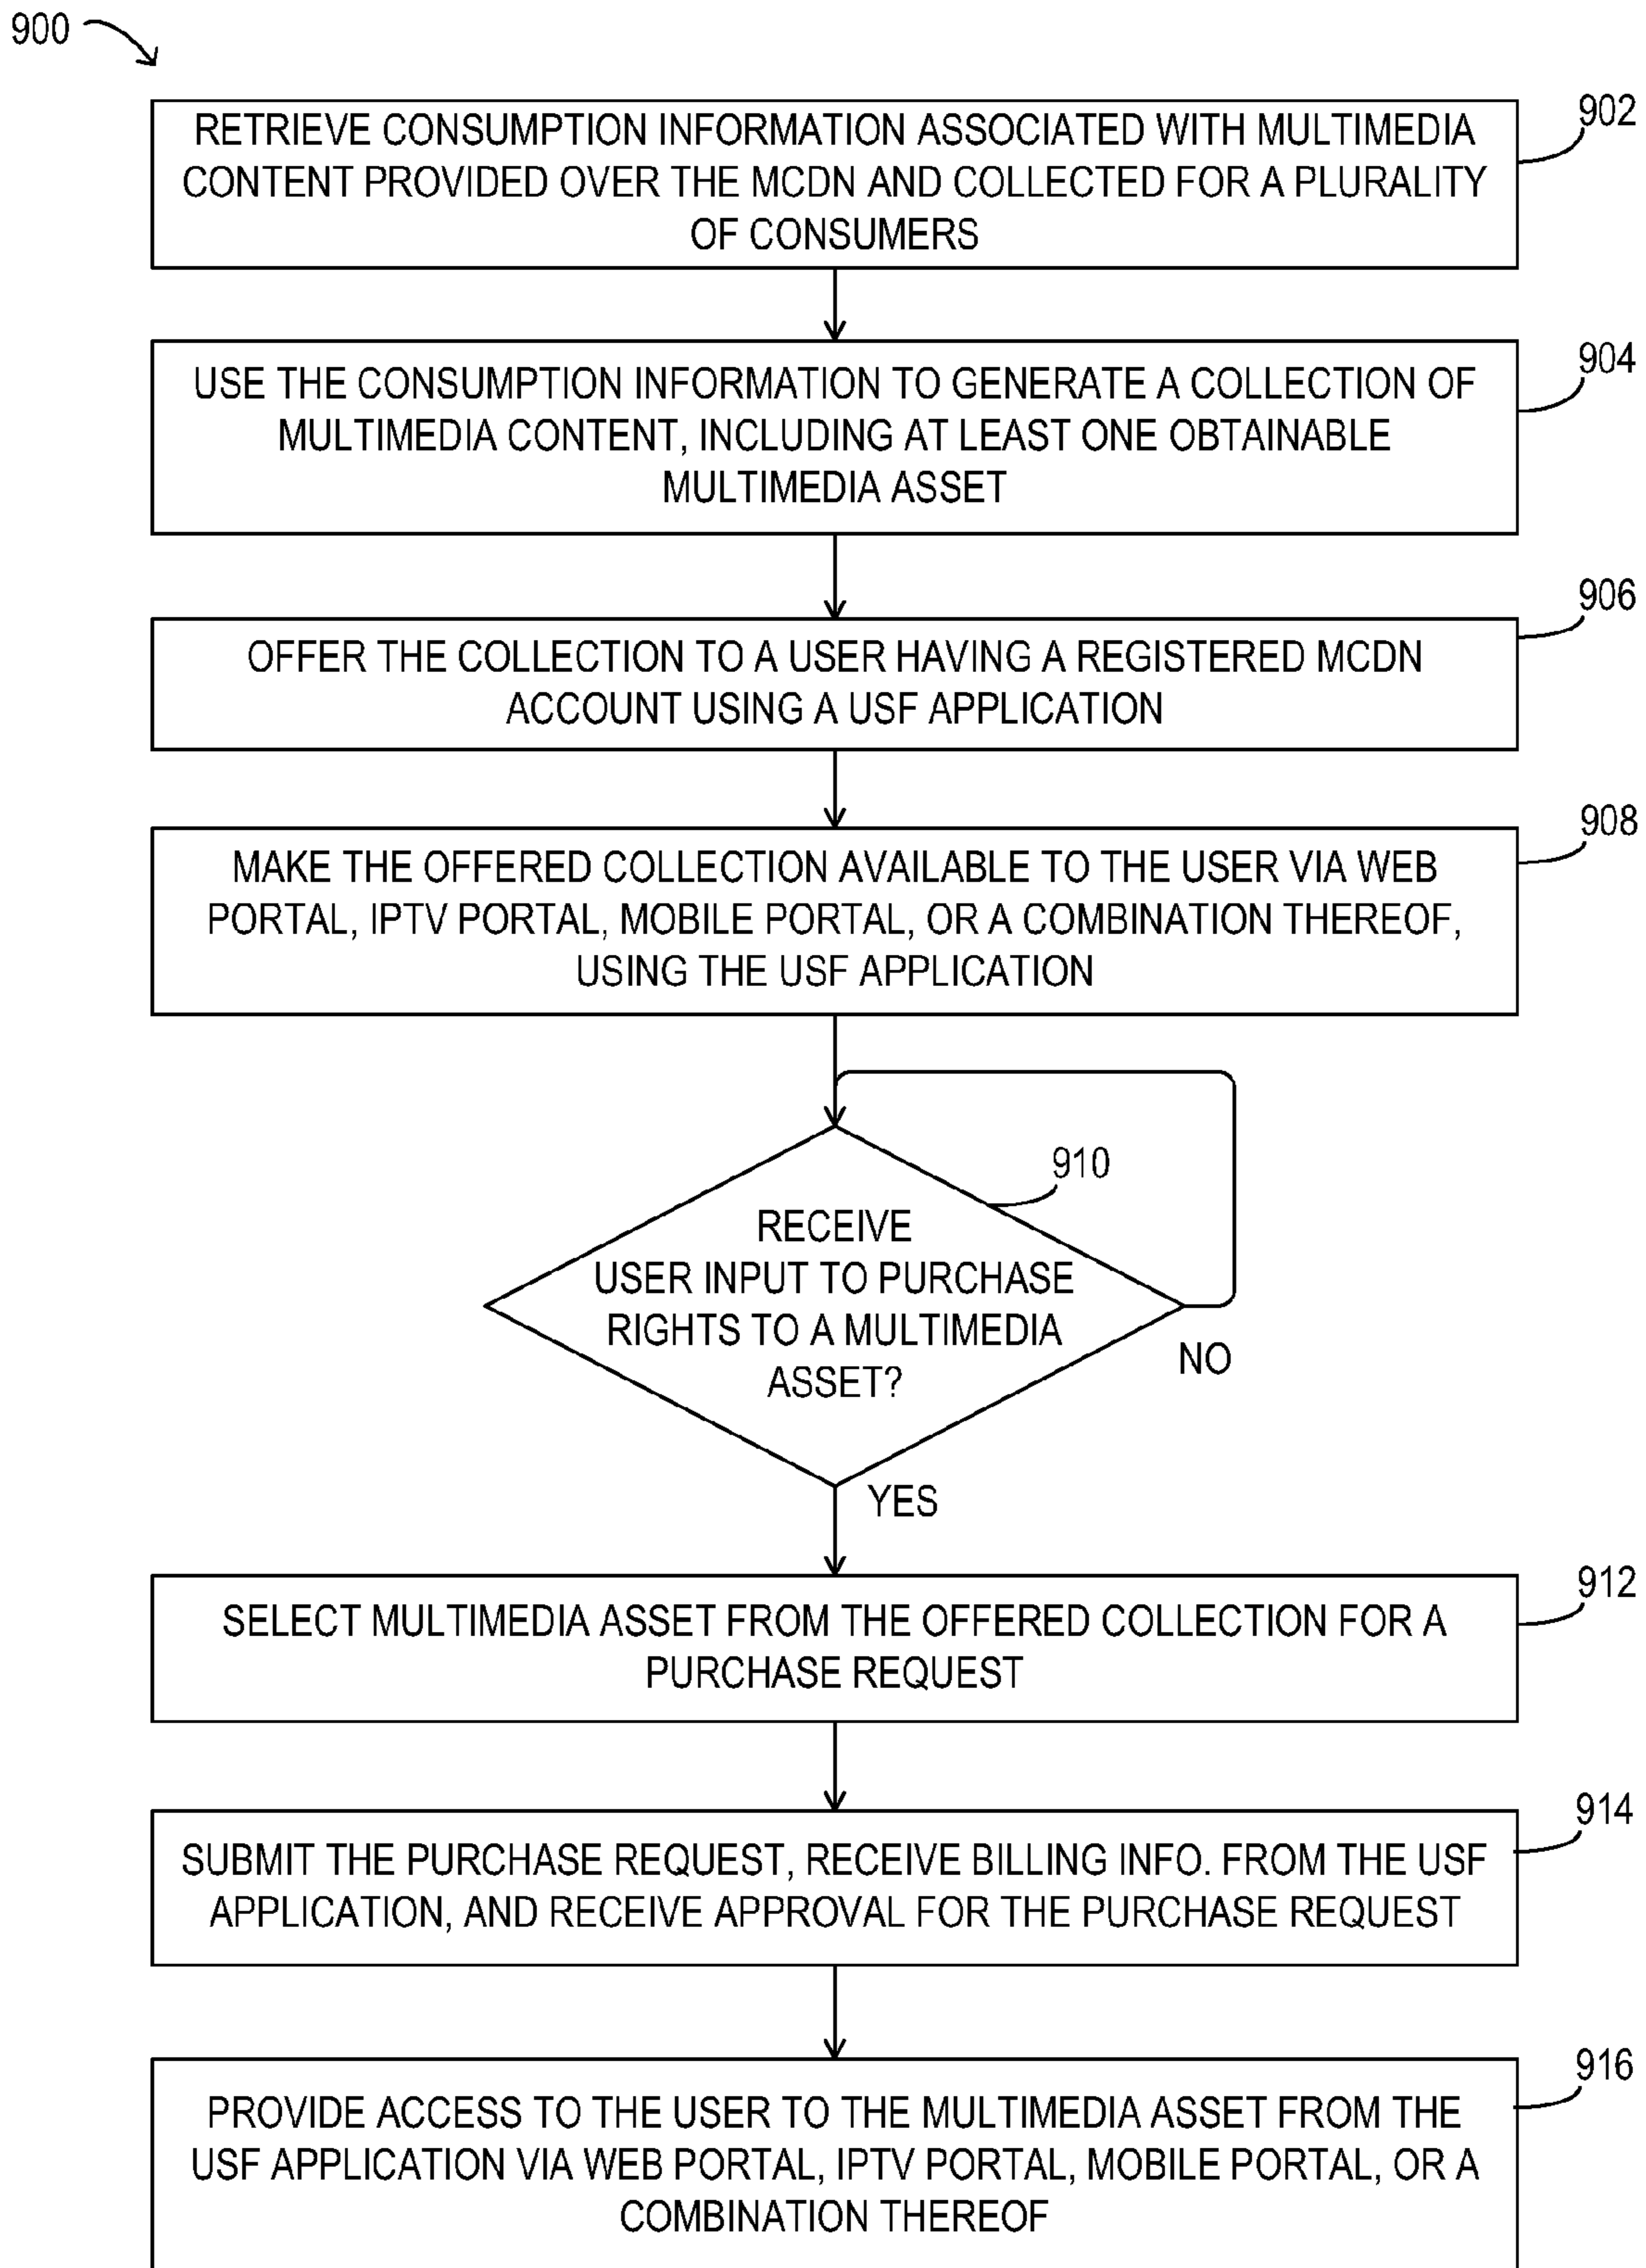 900
902
RETRIEVE CONSUMPTION INFORMATION ASSOCIATED WITH MULTIMEDIA
CONTENT PROVIDED OVER THE MCDN AND COLLECTED FOR A PLURALITY
OF CONSUMERS
904
USE THE CONSUMPTION INFORMATION TO GENERATE A COLLECTION OF
MULTIMEDIA CONTENT, INCLUDING AT LEAST ONE OBTAINABLE
MULTIMEDIA ASSET
906
OFFER THE COLLECTION TO A USER HAVING A REGISTERED MCDN
ACCOUNT USING A USF APPLICATION
908
MAKE THE OFFERED COLLECTION AVAILABLE TO THE USER VIA WEB
PORTAL, IPTV PORTAL, MOBILE PORTAL, OR A COMBINATION THEREOF,
USING THE USF APPLICATION
910
RECEIVE
USER INPUT TO PURCHASE
RIGHTS TO A MULTIMEDIA
ASSET?
NO
YES
912
SELECT MULTIMEDIA ASSET FROM THE OFFERED COLLECTION FOR A
PURCHASE REQUEST
914
SUBMIT THE PURCHASE REQUEST, RECEIVE BILLING INFO. FROM THE USF
APPLICATION, AND RECEIVE APPROVAL FOR THE PURCHASE REQUEST
916
PROVIDE ACCESS TO THE USER TO THE MULTIMEDIA ASSET FROM THE
USF APPLICATION VIA WEB PORTAL, IPTV PORTAL, MOBILE PORTAL, OR A
COMBINATION THEREOF